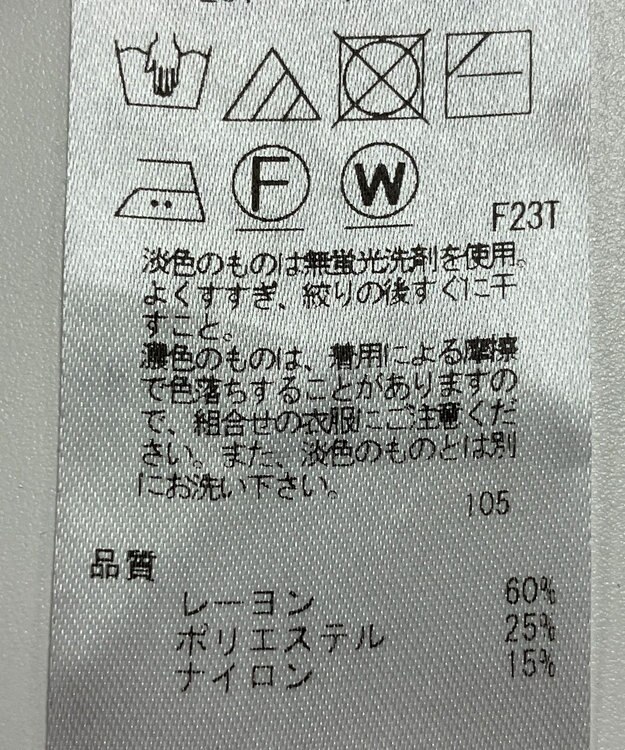 F
W
F23T
淡色のものは無蛍光洗剤を使用。
よくすすぎ、絞りの後すぐに干
すこと。
濃色のものは、着用による摩擦
で色落ちすることがありますの
で、組合せの衣服にご注意くだ
さい。また、淡色のものとは別
にお洗い下さい。
105
品質
レーヨン 60%
ポリエステル 25%
ナイロン 15%